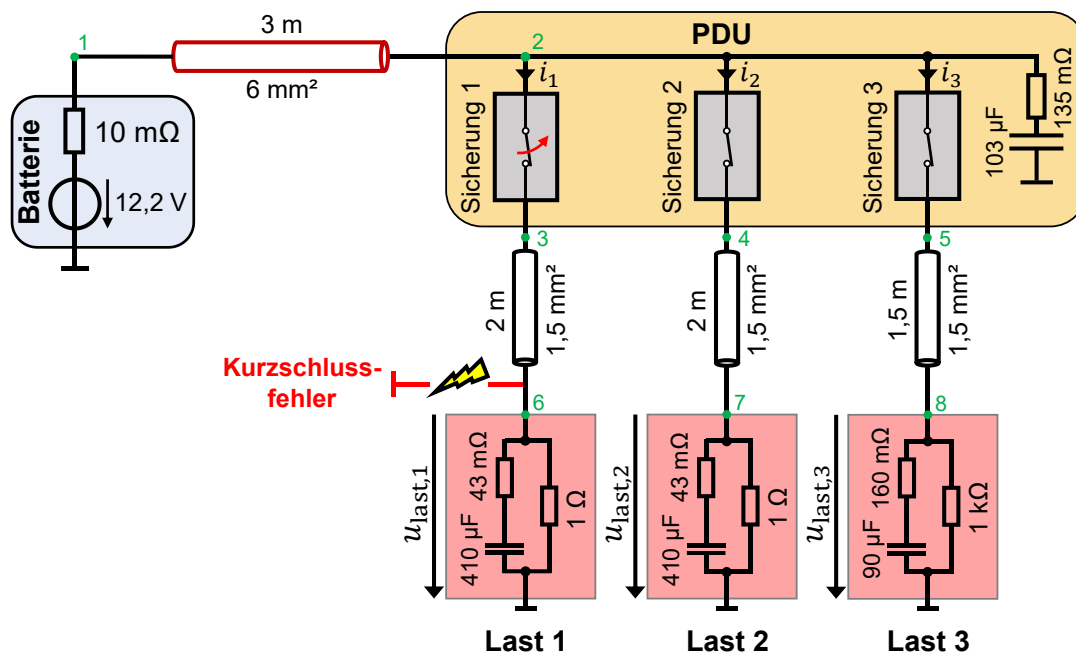 1
3 m
6 mm²
2
PDU
Batterie
10 mΩ
12,2 V
Sicherung 1
i₁
Sicherung 2
i₂
Sicherung 3
i₃
103 µF
135 mΩ
3
4
5
2 m
1,5 mm²
2 m
1,5 mm²
1,5 m
1,5 mm²
Kurzschluss-
fehler
6
7
8
u_last,1
43 mΩ
410 µF
1 Ω
u_last,2
43 mΩ
410 µF
1 Ω
u_last,3
160 mΩ
90 µF
1 kΩ
Last 1
Last 2
Last 3